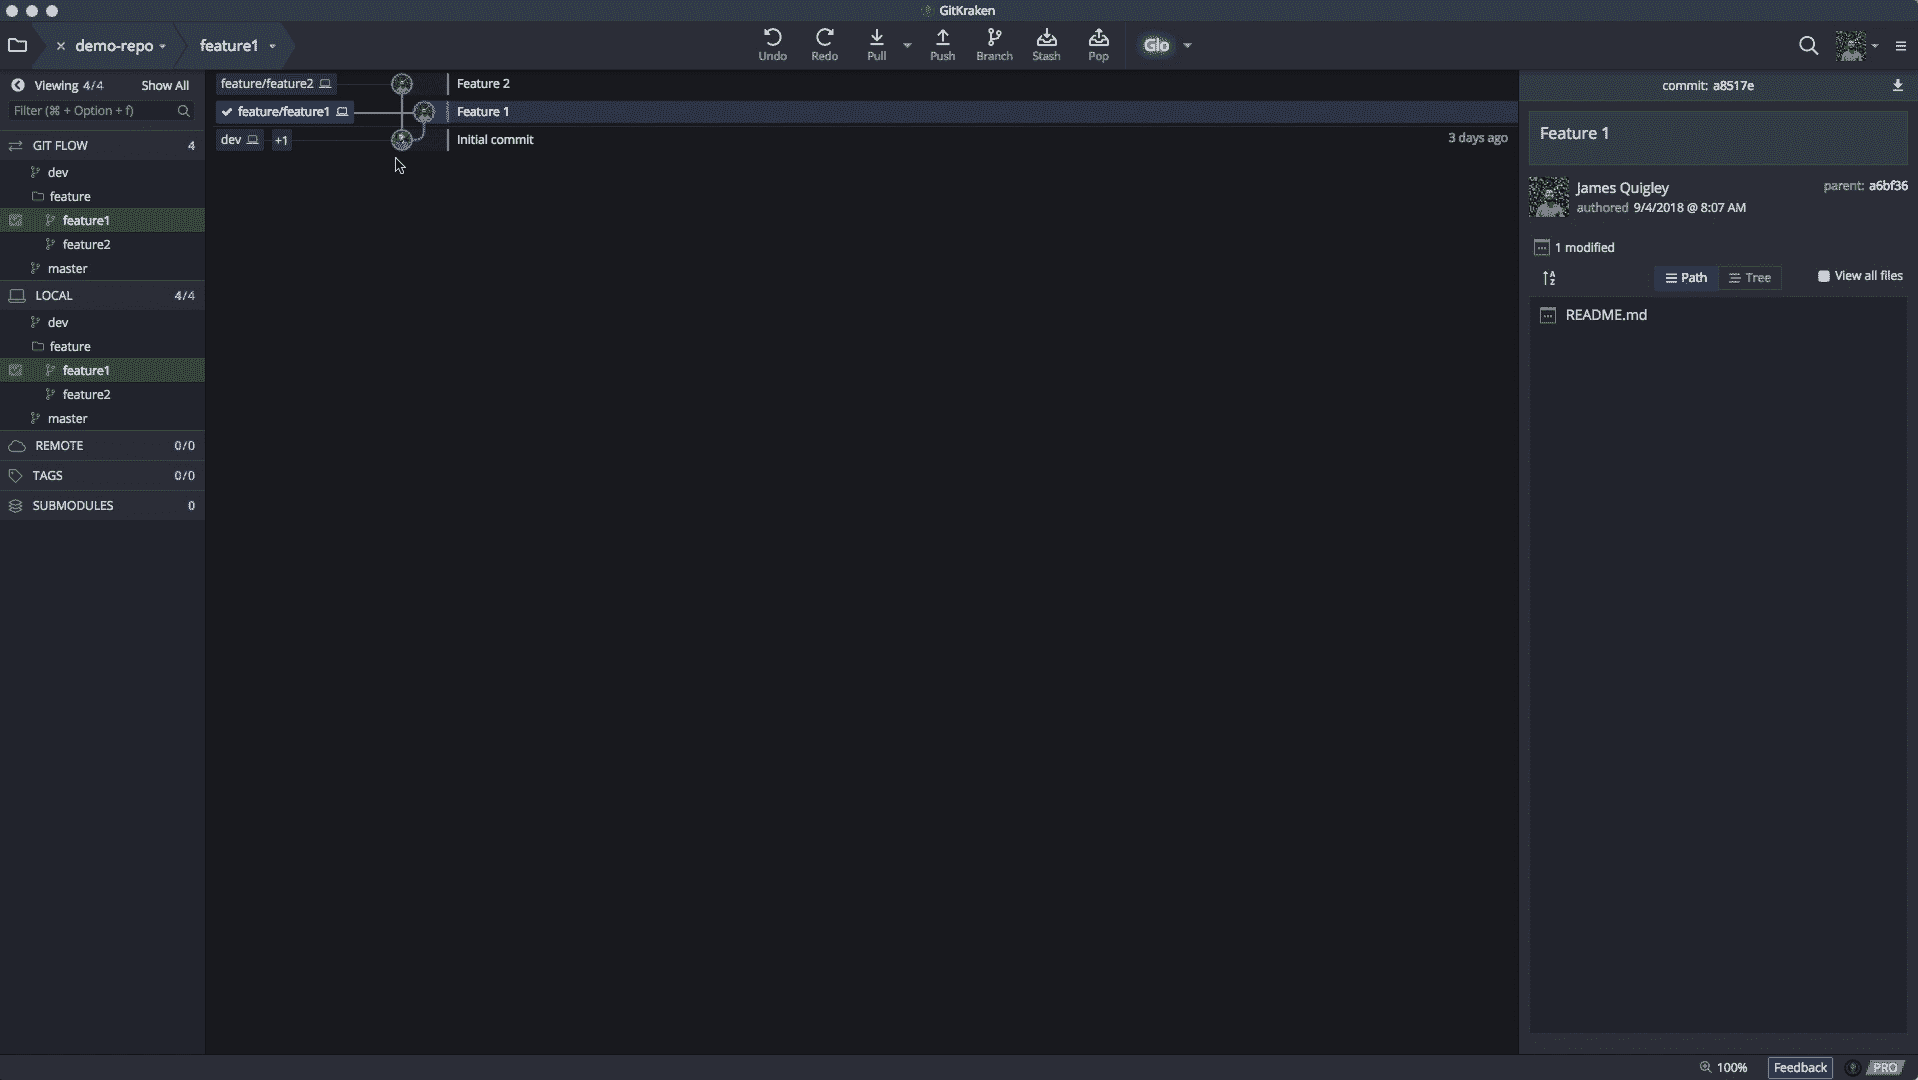 GitKraken
demo-repo
feature1
Undo
Redo
Pull
Push
Branch
Stash
Pop
Glo
Viewing 4/4
Show All
Filter (⌘ + Option + f)
GIT FLOW 4
dev
feature
feature1
feature2
master
LOCAL 4/4
dev
feature
feature1
feature2
master
REMOTE 0/0
TAGS 0/0
SUBMODULES 0
feature/feature2 Feature 2
feature/feature1 Feature 1
dev +1 Initial commit 3 days ago
commit: a8517e
Feature 1
James Quigley
parent: a6bf36
authored 9/4/2018 @ 8:07 AM
1 modified
A
Z
Path
Tree
View all files
README.md
100%
Feedback
PRO